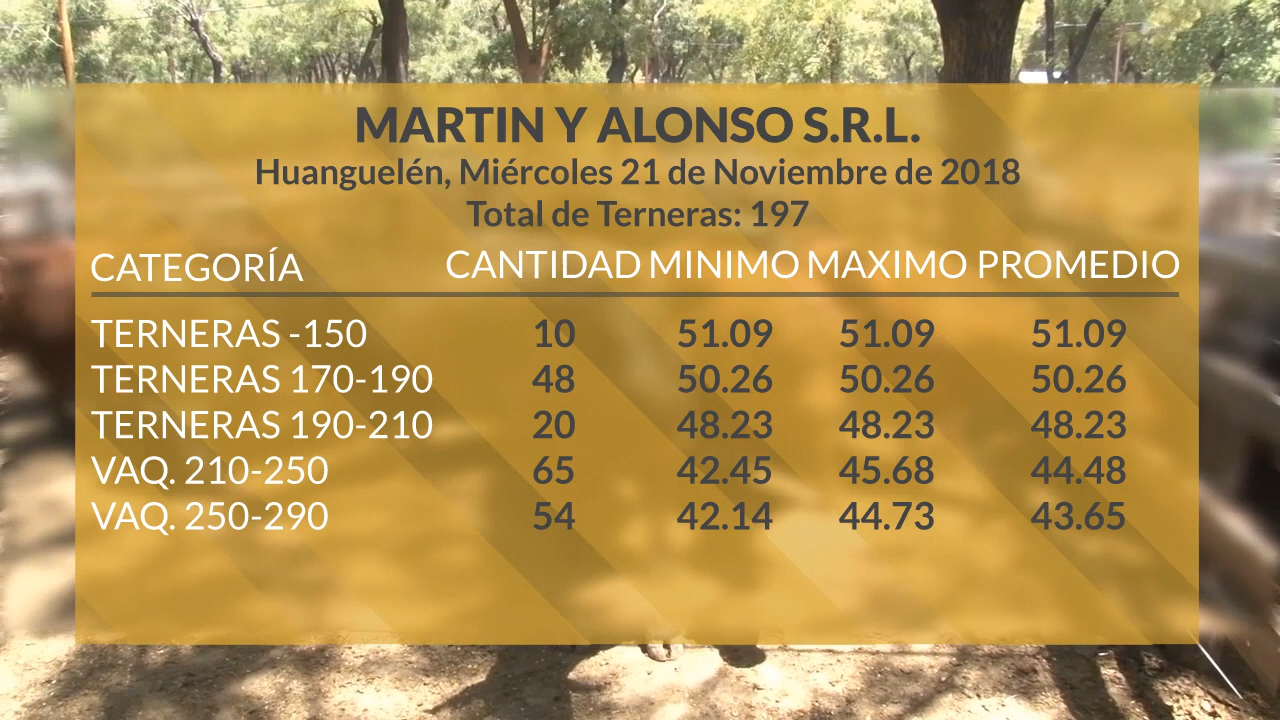 MARTIN Y ALONSO S.R.L.
Huanguelén, Miércoles 21 de Noviembre de 2018
Total de Terneras: 197
CATEGORÍA CANTIDAD MINIMO MAXIMO PROMEDIO
TERNERAS -150 10 51.09 51.09 51.09
TERNERAS 170-190 48 50.26 50.26 50.26
TERNERAS 190-210 20 48.23 48.23 48.23
VAQ. 210-250 65 42.45 45.68 44.48
VAQ. 250-290 54 42.14 44.73 43.65